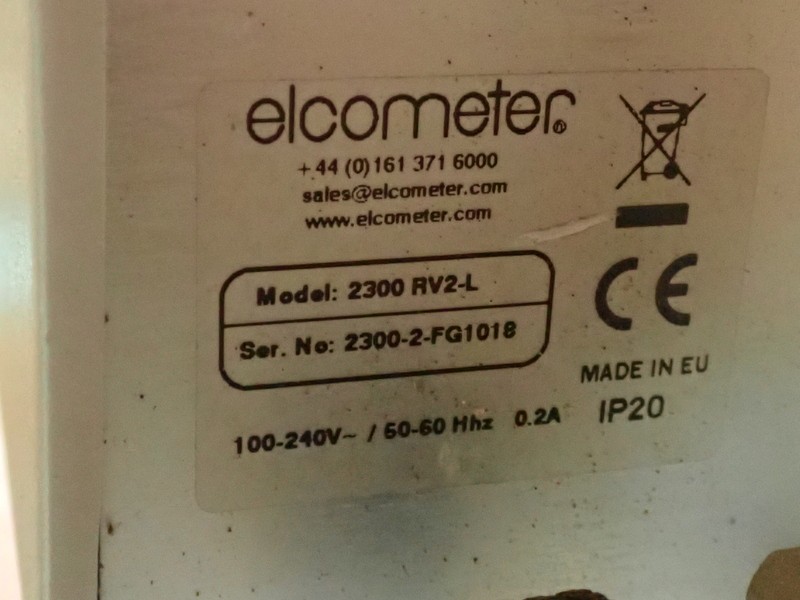 elcometer®
+44 (0)161 371 6000
sales@elcometer.com
www.elcometer.com
Model: 2300 RV2-L
Ser. No: 2300-2-FG1018
CE
MADE IN EU
100-240V~ / 50-60 Hhz 0.2A
IP20